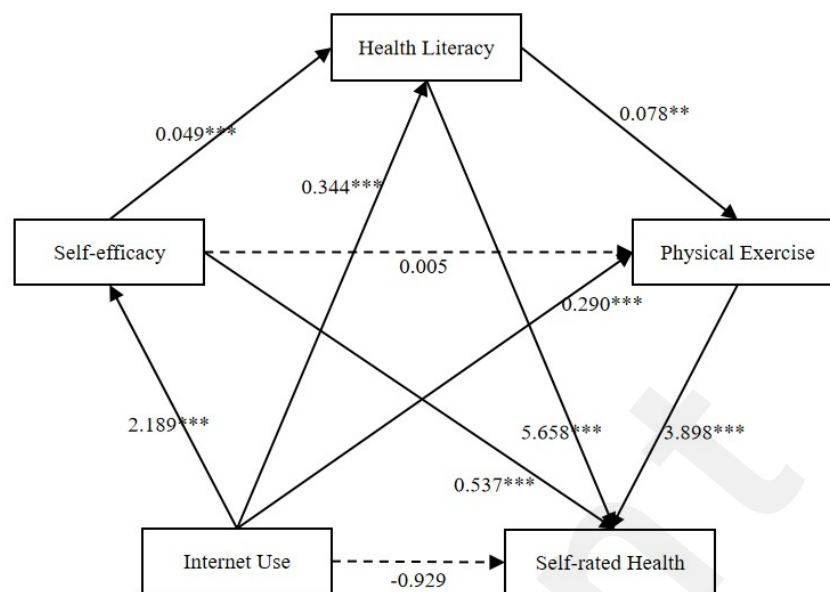 Health Literacy
0.049***
0.078**
0.344***
Self-efficacy
Physical Exercise
0.005
0.290***
2.189***
5.658***
3.898***
0.537***
Internet Use
Self-rated Health
-0.929
nt